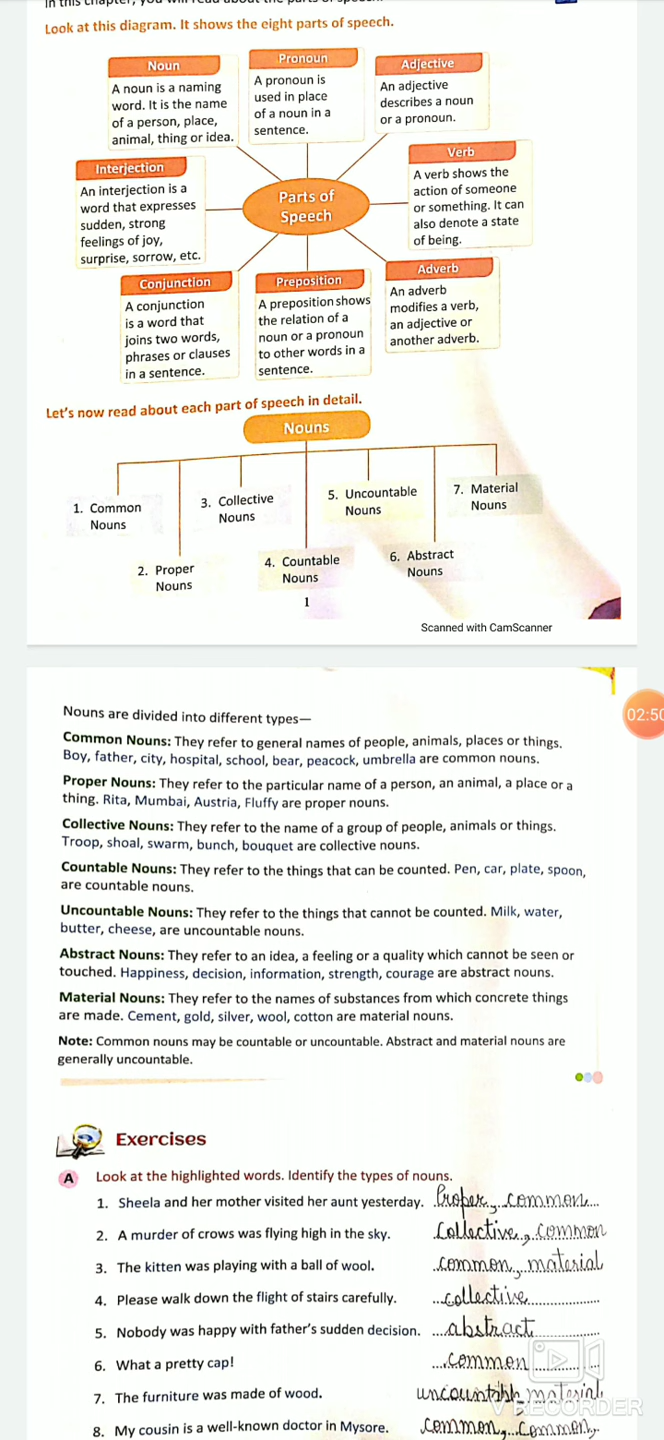 In this chapter, you will read about the parts of speech.
Look at this diagram. It shows the eight parts of speech.
Noun
A noun is a naming
word. It is the name
of a person, place,
animal, thing or idea.
Pronoun
A pronoun is
used in place
of a noun in a
sentence.
Adjective
An adjective
describes a noun
or a pronoun.
Interjection
An interjection is a
word that expresses
sudden, strong
feelings of joy,
surprise, sorrow, etc.
Parts of
Speech
Verb
A verb shows the
action of someone
or something. It can
also denote a state
of being.
Conjunction
A conjunction
is a word that
joins two words,
phrases or clauses
in a sentence.
Preposition
A preposition shows
the relation of a
noun or a pronoun
to other words in a
sentence.
Adverb
An adverb
modifies a verb,
an adjective or
another adverb.
Let's now read about each part of speech in detail.
Nouns
1. Common
Nouns
2. Proper
Nouns
3. Collective
Nouns
4. Countable
Nouns
5. Uncountable
Nouns
6. Abstract
Nouns
7. Material
Nouns
1
Scanned with CamScanner
02:50
Nouns are divided into different types—
Common Nouns: They refer to general names of people, animals, places or things.
Boy, father, city, hospital, school, bear, peacock, umbrella are common nouns.
Proper Nouns: They refer to the particular name of a person, an animal, a place or a
thing. Rita, Mumbai, Austria, Fluffy are proper nouns.
Collective Nouns: They refer to the name of a group of people, animals or things.
Troop, shoal, swarm, bunch, bouquet are collective nouns.
Countable Nouns: They refer to the things that can be counted. Pen, car, plate, spoon,
are countable nouns.
Uncountable Nouns: They refer to the things that cannot be counted. Milk, water,
butter, cheese, are uncountable nouns.
Abstract Nouns: They refer to an idea, a feeling or a quality which cannot be seen or
touched. Happiness, decision, information, strength, courage are abstract nouns.
Material Nouns: They refer to the names of substances from which concrete things
are made. Cement, gold, silver, wool, cotton are material nouns.
Note: Common nouns may be countable or uncountable. Abstract and material nouns are
generally uncountable.
Exercises
A Look at the highlighted words. Identify the types of nouns.
1. Sheela and her mother visited her aunt yesterday. Proper, common
2. A murder of crows was flying high in the sky. Collective, common
3. The kitten was playing with a ball of wool. common, material
4. Please walk down the flight of stairs carefully. collective
5. Nobody was happy with father's sudden decision. abstract
6. What a pretty cap! common
7. The furniture was made of wood. uncountable, material
8. My cousin is a well-known doctor in Mysore. common, common,
V RECORDER